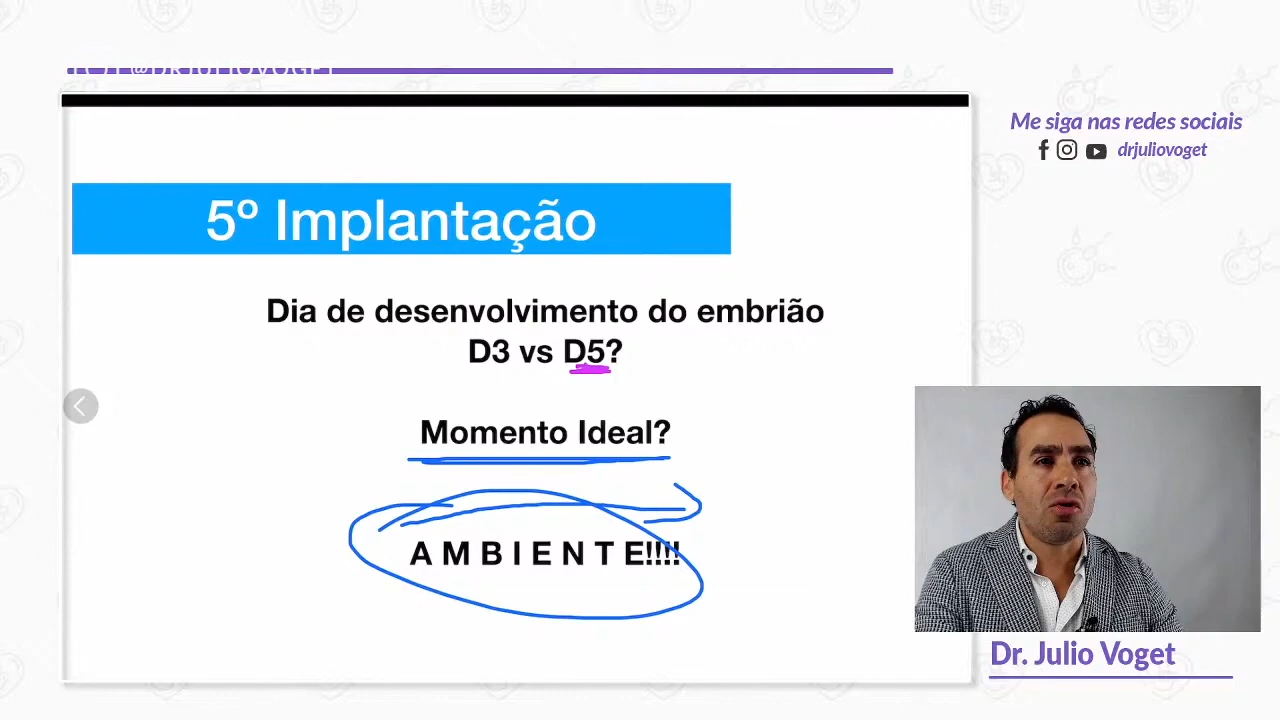 @DRJULIOVOGET
Me siga nas redes sociais
drjuliovoget
5º Implantação
Dia de desenvolvimento do embrião
D3 vs D5?
Momento Ideal?
A M B I E N T E!!!!
Dr. Julio Voget